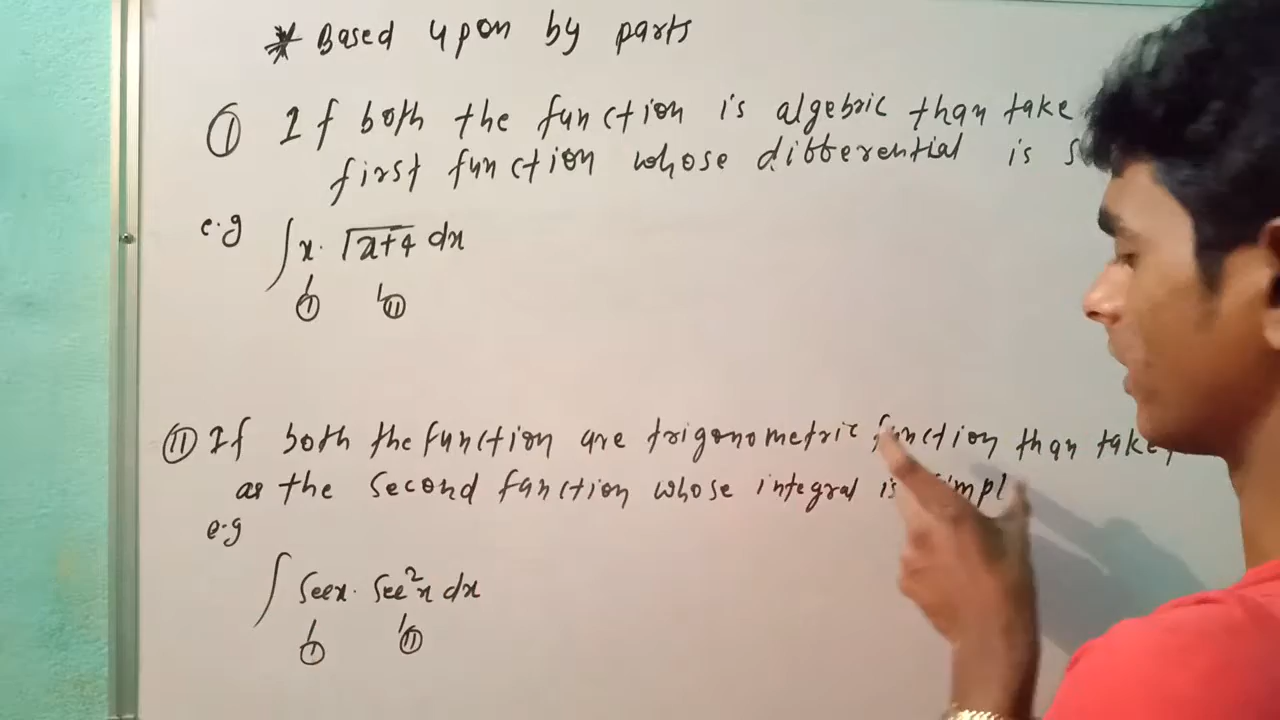 * Based upon by parts
① If both the function is algebric than take
first function whose differential is
e.g ∫x. √x+4 dx
① ⑪
⑪ If both the function are trigonometric function than take
as the second function whose integral is simpl
e.g
∫ secx. sec²x dx
① ⑪